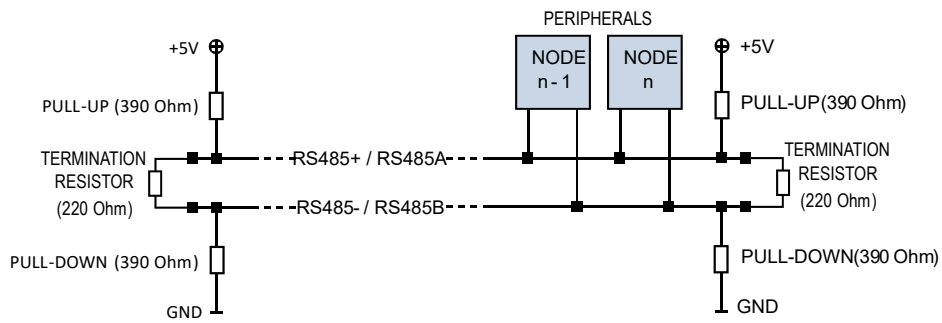 PERIPHERALS
+5V
NODE
n - 1
NODE
n
+5V
PULL-UP (390 Ohm)
PULL-UP(390 Ohm)
TERMINATION
RESISTOR
(220 Ohm)
RS485+ / RS485A
RS485- / RS485B
TERMINATION
RESISTOR
(220 Ohm)
PULL-DOWN (390 Ohm)
PULL-DOWN(390 Ohm)
GND
GND